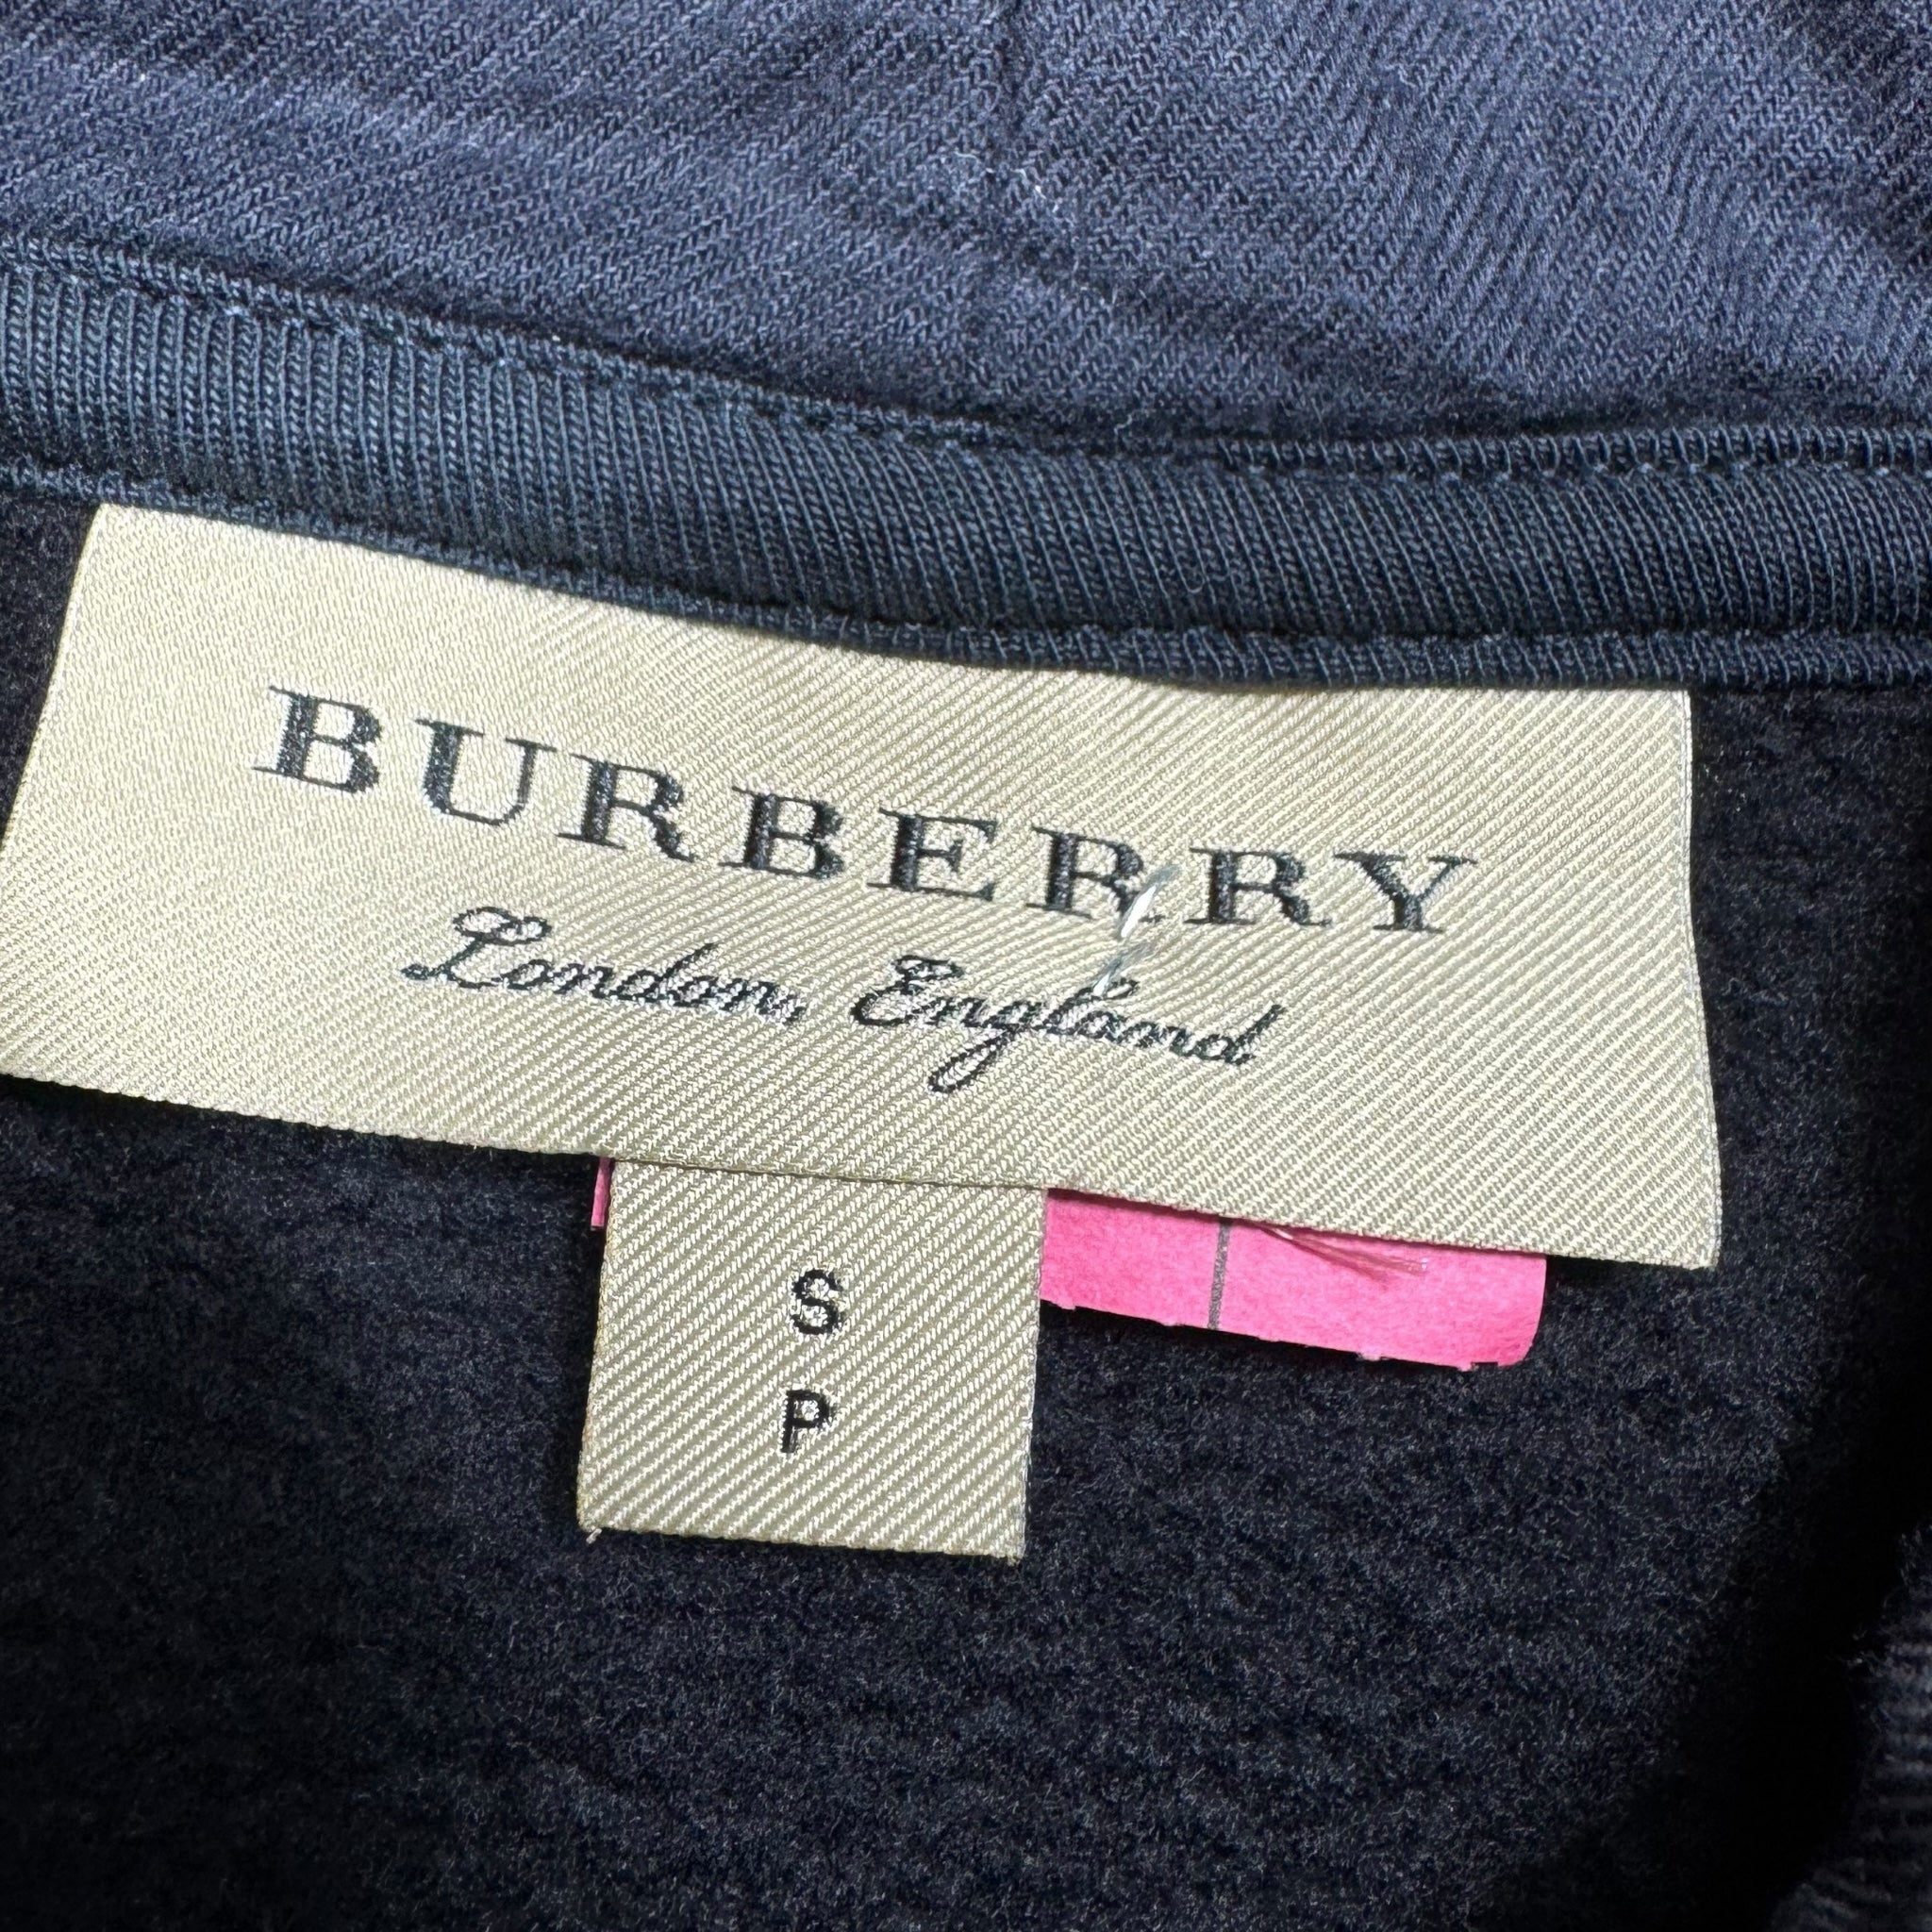 BURBERRY
London, England
S
P